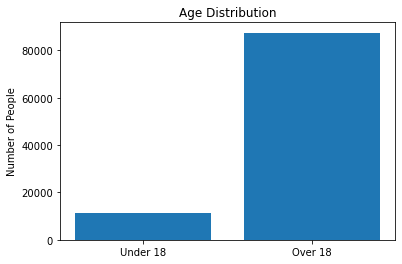 Age Distribution
Number of People
80000
60000
40000
20000
0
Under 18
Over 18